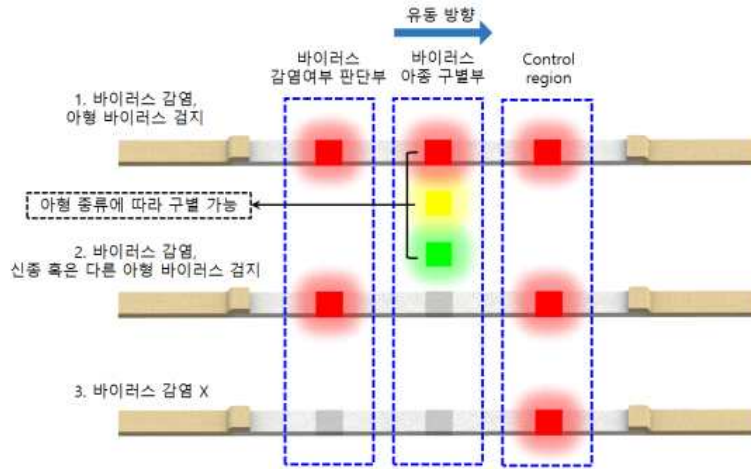 유동 방향
바이러스
감염여부 판단부
바이러스
아종 구별부
Control
region
1. 바이러스 감염,
아형 바이러스 검지
아형 종류에 따라 구별 가능
2. 바이러스 감염,
신종 혹은 다른 아형 바이러스 검지
3. 바이러스 감염 X